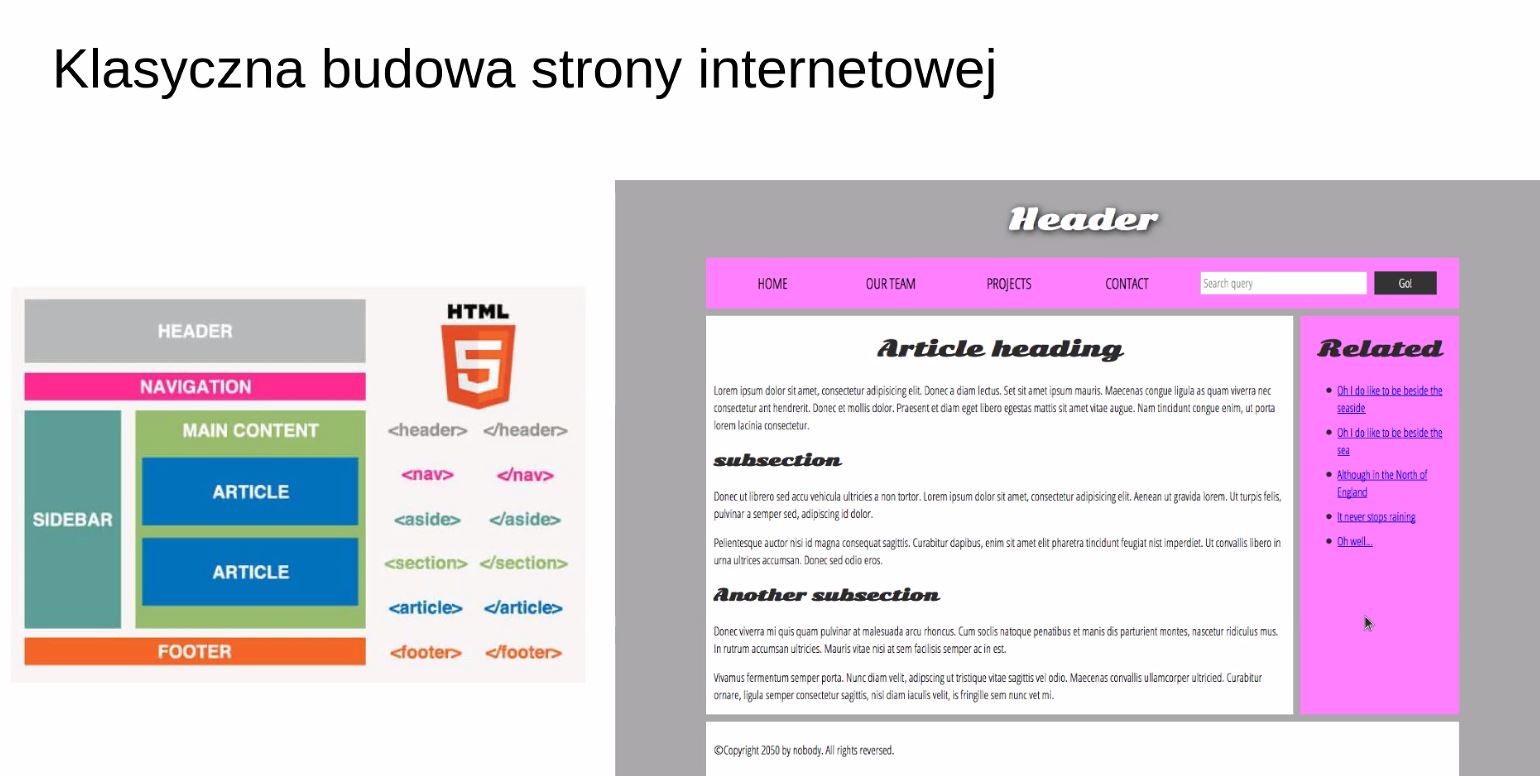 Klasyczna budowa strony internetowej
HEADER
NAVIGATION
SIDEBAR
MAIN CONTENT
ARTICLE
ARTICLE
FOOTER
HTML
5
<header> </header>
<nav> </nav>
<aside> </aside>
<section> </section>
<article> </article>
<footer> </footer>
Header
HOME OUR TEAM PROJECTS CONTACT Search query Go!
Article heading
Lorem ipsum dolor sit amet, consectetur adipisicing elit. Donec a diam lectus. Set sit amet ipsum mauris. Maecenas congue ligula as quam viverra nec
consectetur ant hendrerit. Donec et mollis dolor. Praesent et diam eget libero egestas mattis sit amet vitae augue. Nam tincidunt congue enim, ut porta
lorem lacinia consectetur.
subsection
Donec ut librero sed accu vehicula ultricies a non tortor. Lorem ipsum dolor sit amet, consectetur adipisicing elit. Aenean ut gravida lorem. Ut turpis felis,
pulvinar a semper sed, adipiscing id dolor.
Pelientesque auctor nisi id magna consequat sagittis. Curabitur dapibus, enim sit amet elit pharetra tincidunt feugiat nist imperdiet. Ut convallis libero in
urna ultrices accumsan. Donec sed odio eros.
Another subsection
Donec viverra mi quis quam pulvinar at malesuada arcu rhoncus. Cum soclis natoque penatibus et manis dis parturient montes, nascetur ridiculus mus.
In rutrum accumsan ultricies. Mauris vitae nisi at sem facilisis semper ac in est.
Vivamus fermentum semper porta. Nunc diam velit, adipscing ut tristique vitae sagittis vel odio. Maecenas convallis ullamcorper ultricied. Curabitur
ornare, ligula semper consectetur sagittis, nisi diam iaculis velit, is fringille sem nunc vet mi.
Related
Oh I do like to be beside the
seaside
Oh I do like to be beside the
sea
Although in the North of
England
It never stops raining
Oh well...
©Copyright 2050 by nobody. All rights reversed.